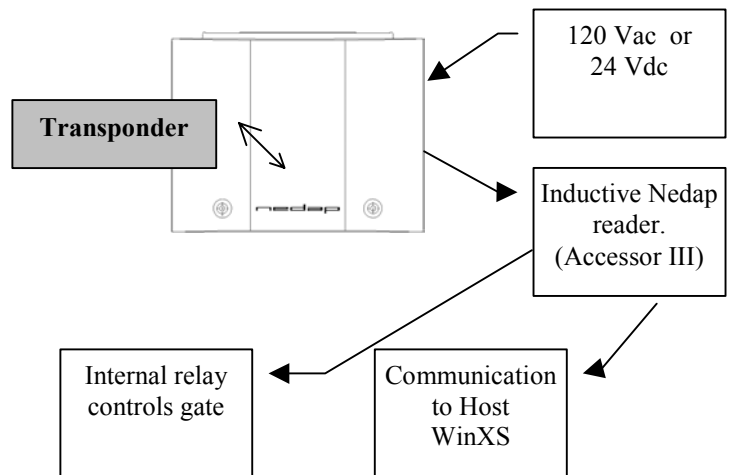 120 Vac or
24 Vdc
Transponder
nedap
Inductive Nedap
reader.
(Accessor III)
Internal relay
controls gate
Communication
to Host
WinXS